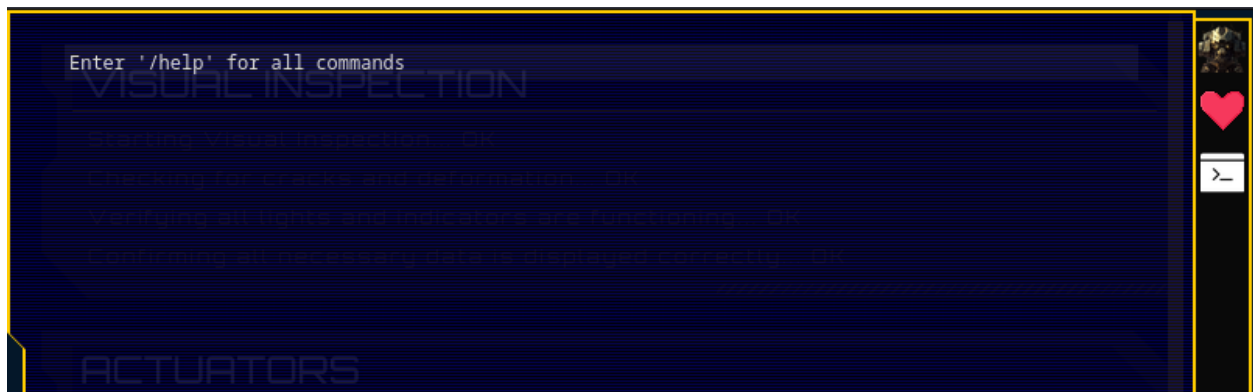 Enter '/help' for all commands
VISUAL INSPECTION
Starting Visual Inspection OK
Checking for cracks and deformation OK
Verifying all lights and indicators are functioning OK
Confirming all necessary data is displayed correctly OK
>_
ACTUATORS